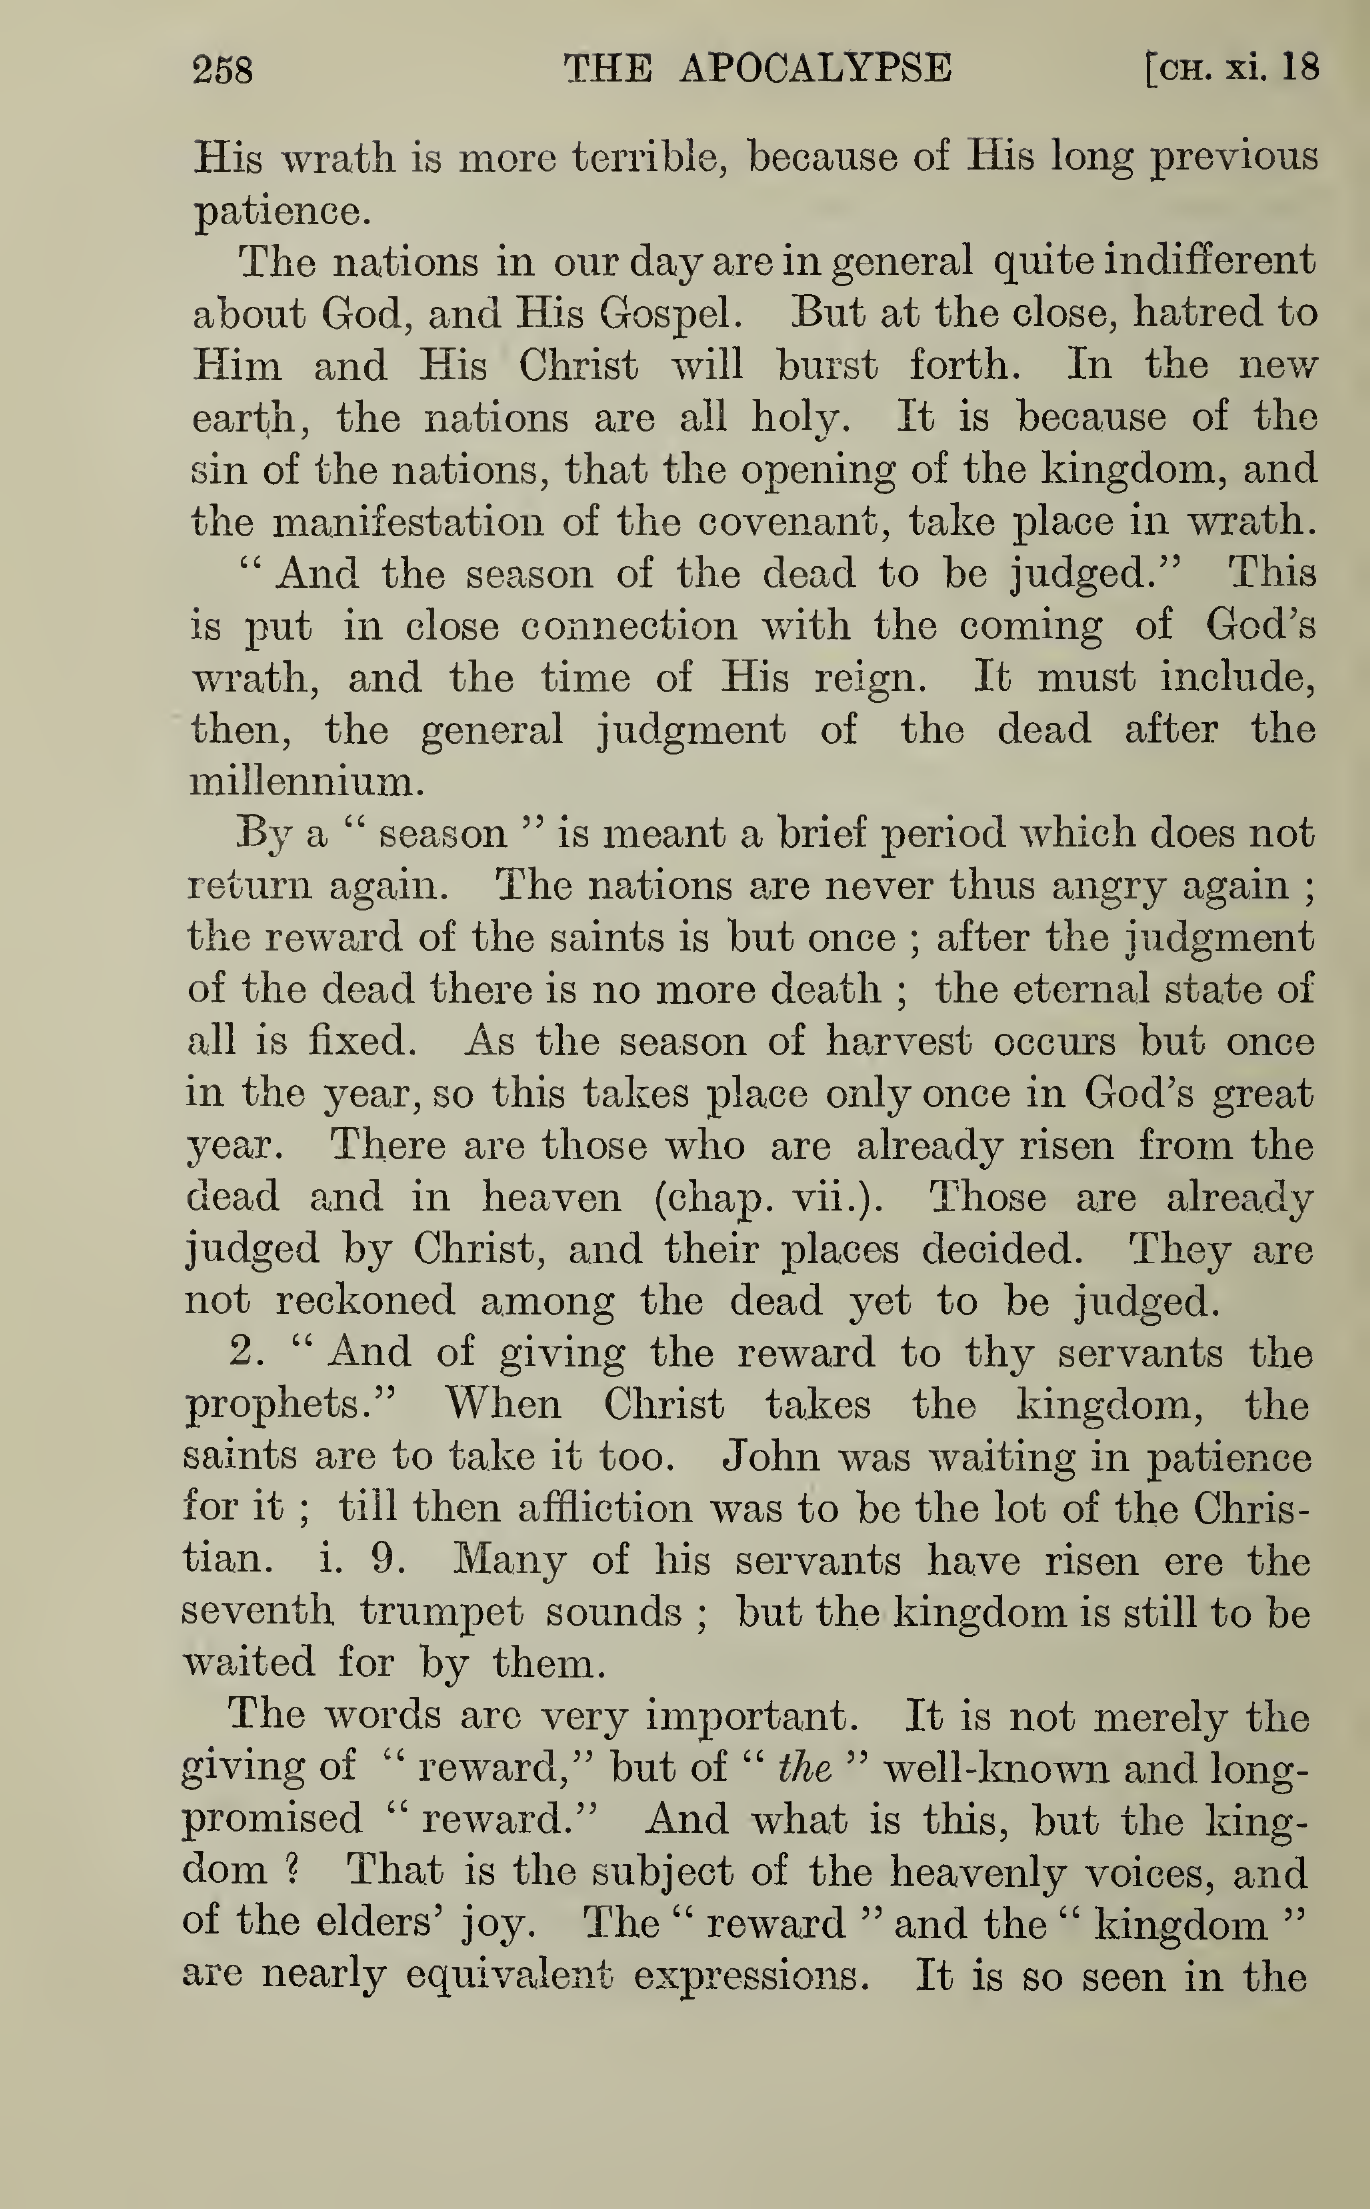 258 THE APOCALYPSE [CH. xi. 18
His wrath is more terrible, because of His long previous
patience.
The nations in our day are in general quite indifferent
about God, and His Gospel. But at the close, hatred to
Him and His Christ will burst forth. In the new
earth, the nations are all holy. It is because of the
sin of the nations, that the opening of the kingdom, and
the manifestation of the covenant, take place in wrath.
“ And the season of the dead to be judged.” This
is put in close connection with the coming of God’s
wrath, and the time of His reign. It must include,
then, the general judgment of the dead after the
millennium.
By a “ season ” is meant a brief period which does not
return again. The nations are never thus angry again ;
the reward of the saints is but once ; after the judgment
of the dead there is no more death ; the eternal state of
all is fixed. As the season of harvest occurs but once
in the year, so this takes place only once in God’s great
year. There are those who are already risen from the
dead and in heaven (chap. vii.). Those are already
judged by Christ, and their places decided. They are
not reckoned among the dead yet to be judged.
2. “ And of giving the reward to thy servants the
prophets.” When Christ takes the kingdom, the
saints are to take it too. John was waiting in patience
for it ; till then affliction was to be the lot of the Chris-
tian. i. 9. Many of his servants have risen ere the
seventh trumpet sounds ; but the kingdom is still to be
waited for by them.
The words are very important. It is not merely the
giving of “ reward,” but of “ the ” well-known and long-
promised “ reward.” And what is this, but the king-
dom ? That is the subject of the heavenly voices, and
of the elders’ joy. The “ reward ” and the “ kingdom ”
are nearly equivalent expressions. It is so seen in the